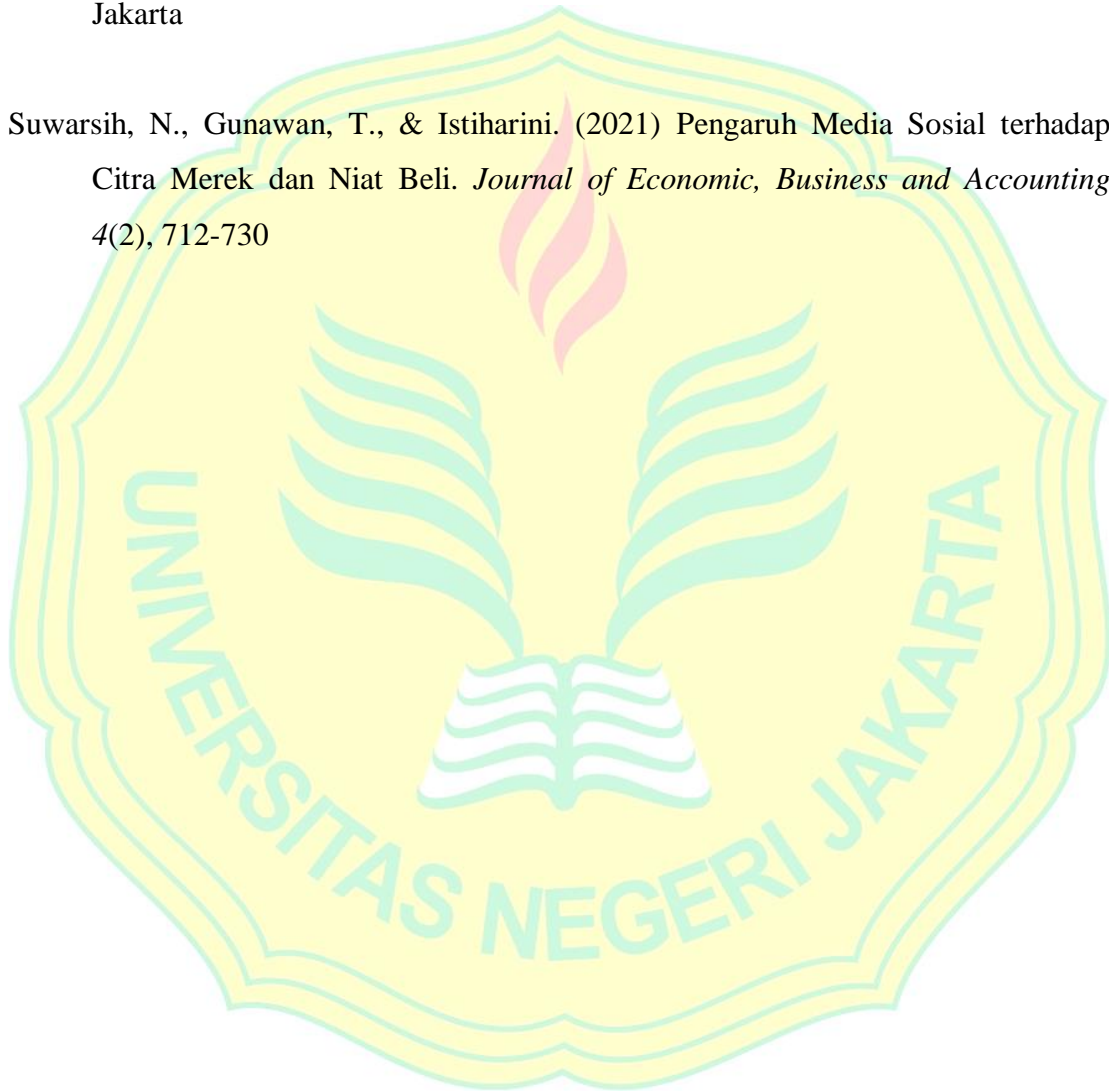 Jakarta
Suwarsih, N., Gunawan, T., & Istiharini. (2021) Pengaruh Media Sosial terhadap
Citra Merek dan Niat Beli. Journal of Economic, Business and Accounting
4(2), 712-730
UNIVERSITAS NEGERI JAKARTA